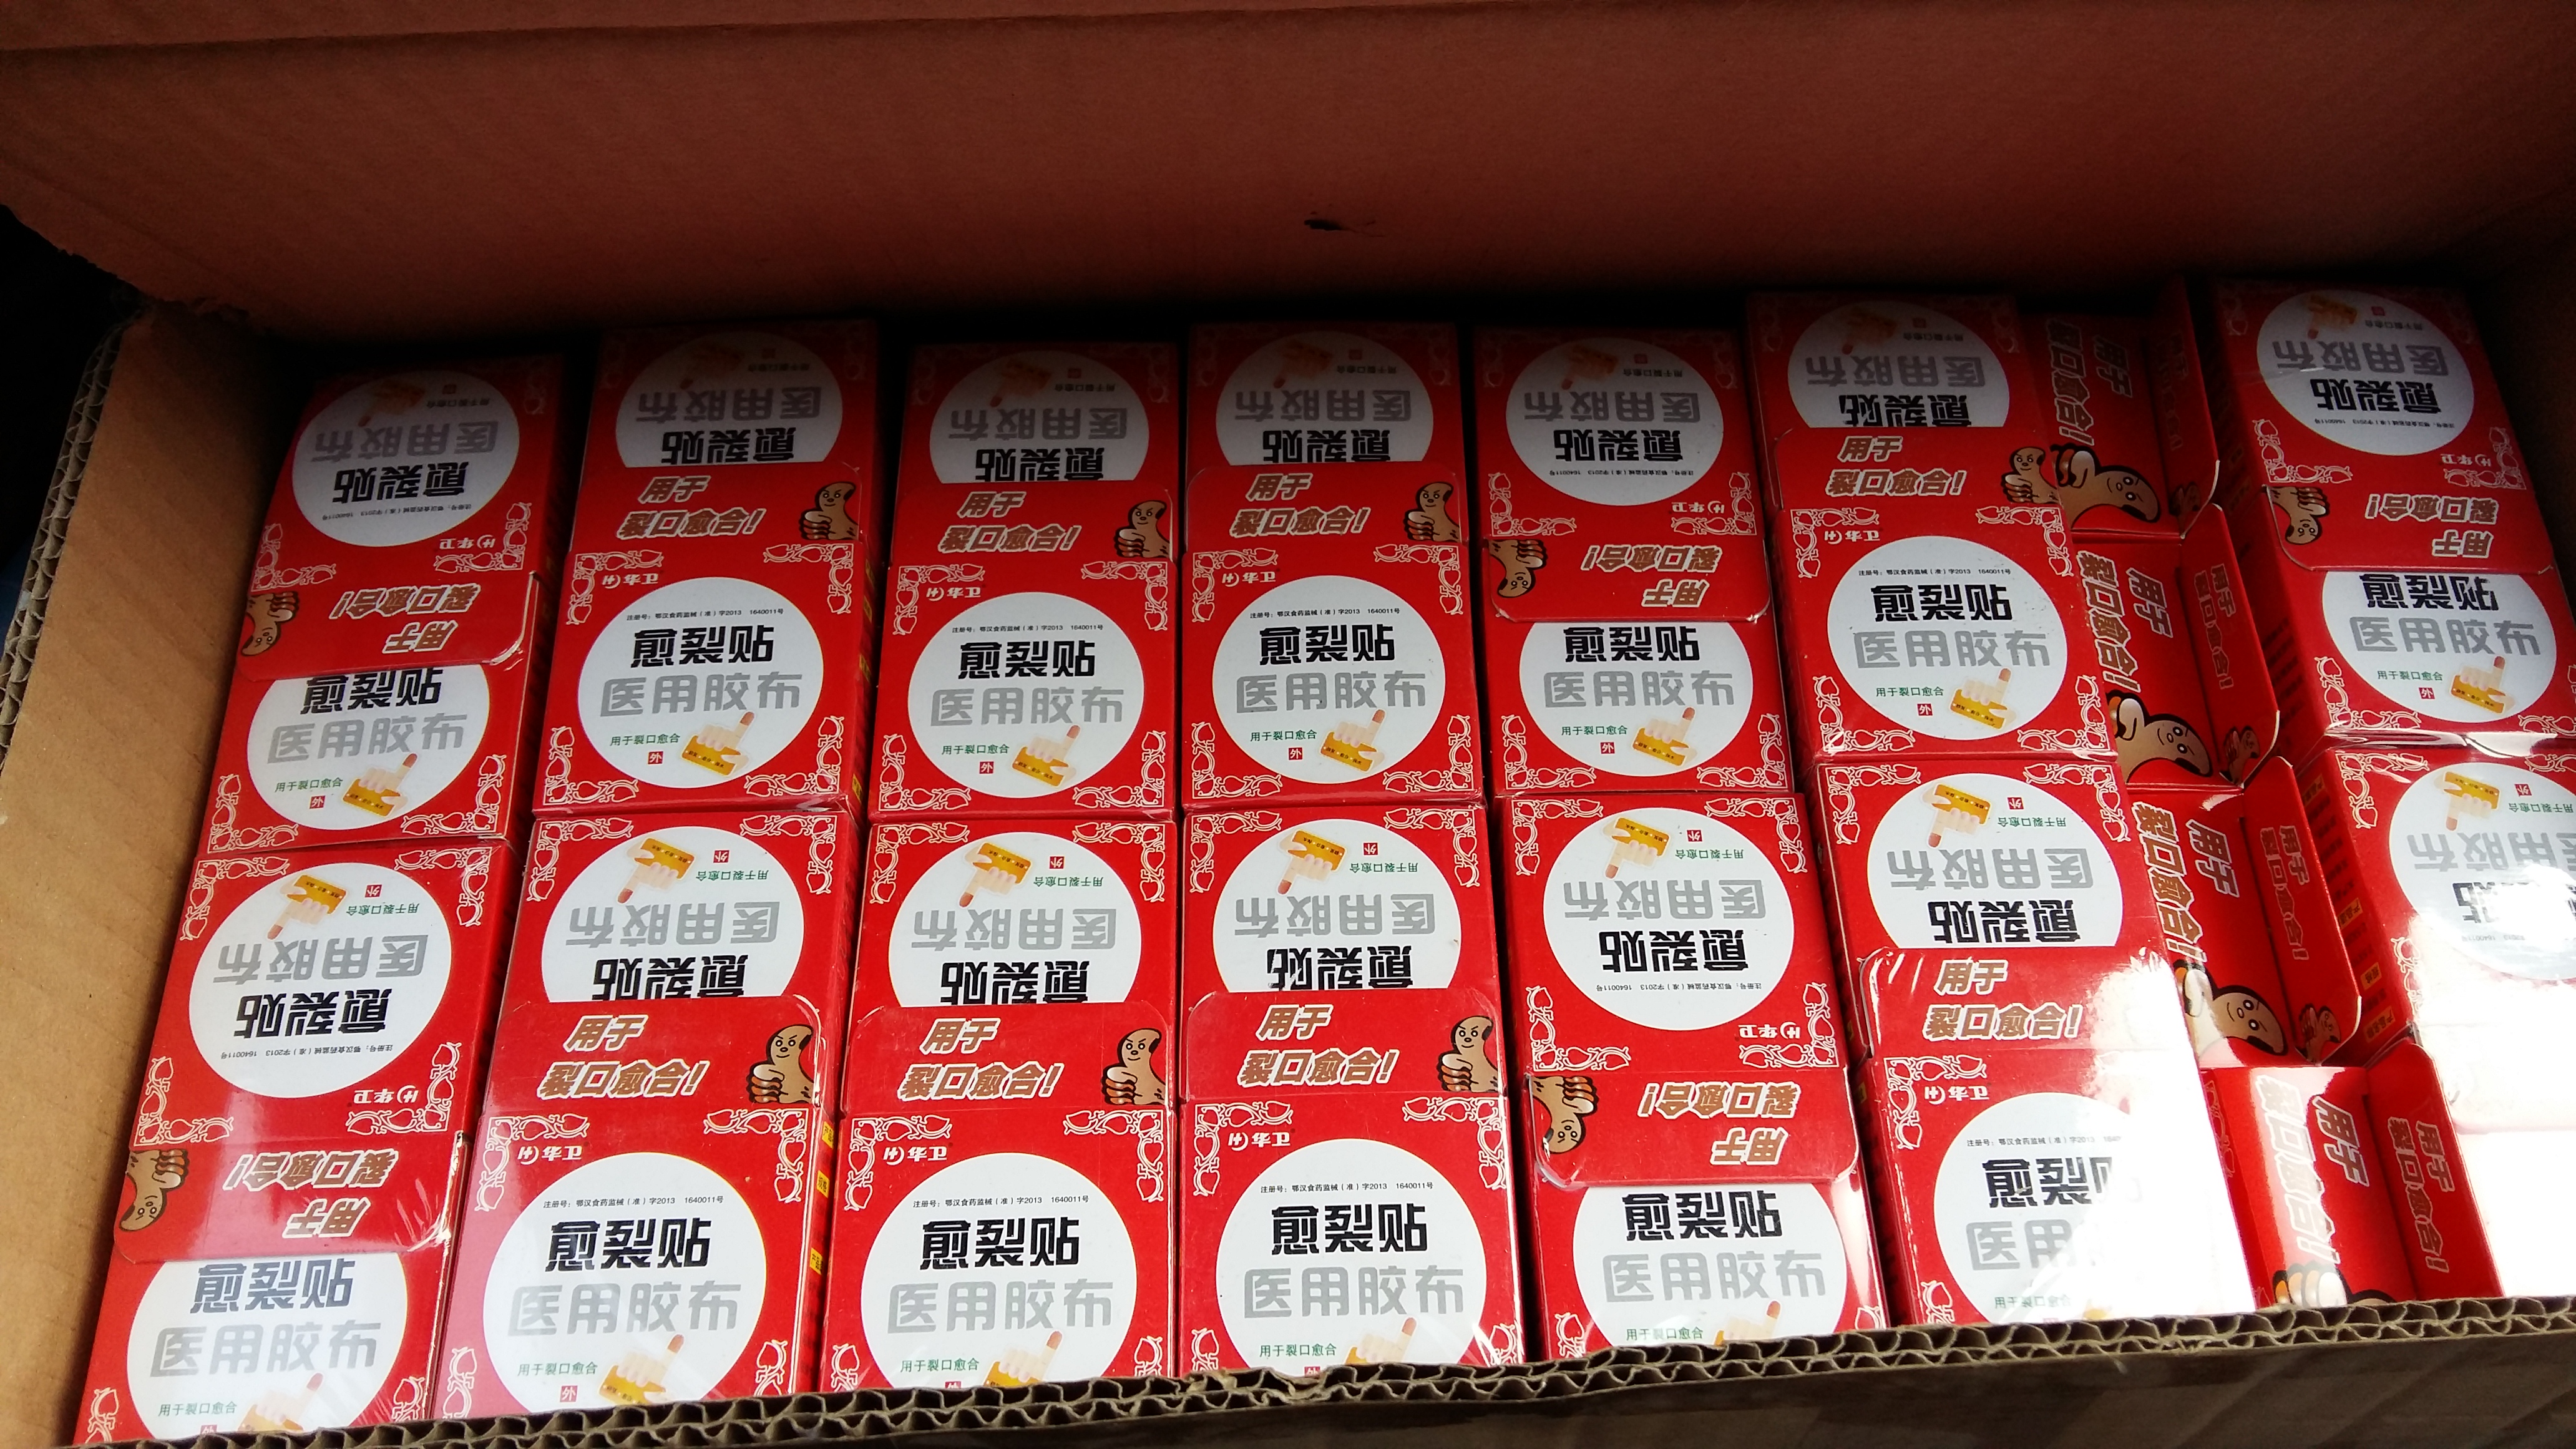 用于
裂口愈合!
华卫
注册号：鄂汉食药监械（准）字2013 1640011号
愈裂贴
医用胶布
用于裂口愈合
外